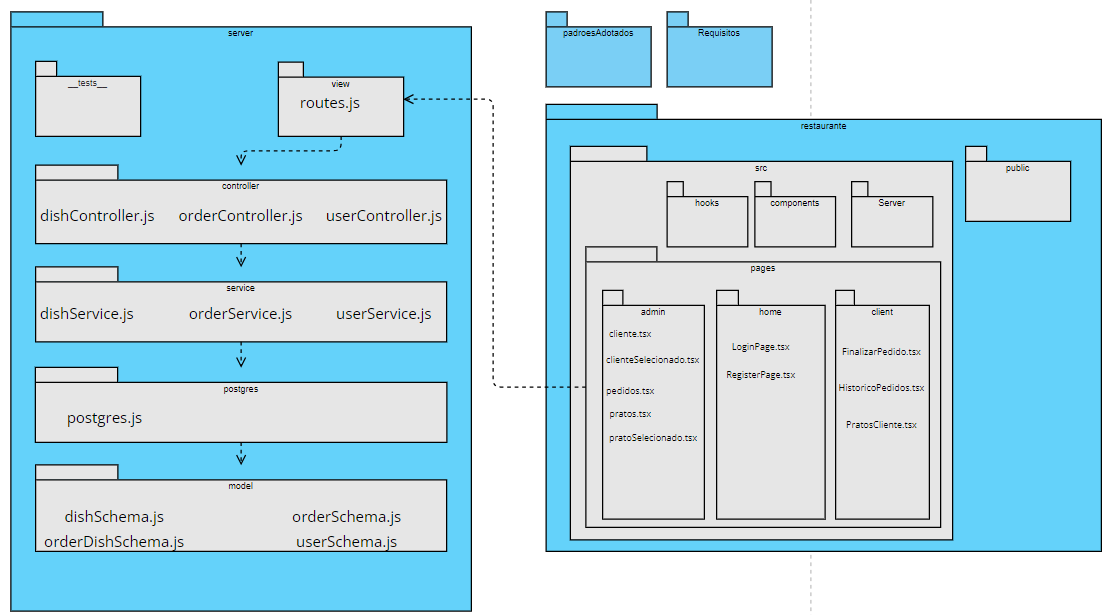 server
__tests__
view
routes.js
controller
dishController.js
orderController.js
userController.js
service
dishService.js
orderService.js
userService.js
postgres
postgres.js
model
dishSchema.js
orderSchema.js
orderDishSchema.js
userSchema.js
padroesAdotados
Requisitos
restaurante
src
public
hooks
components
Server
pages
admin
cliente.tsx
clienteSelecionado.tsx
pedidos.tsx
pratos.tsx
pratoSelecionado.tsx
home
LoginPage.tsx
RegisterPage.tsx
client
FinalizarPedido.tsx
HistoricoPedidos.tsx
PratosCliente.tsx